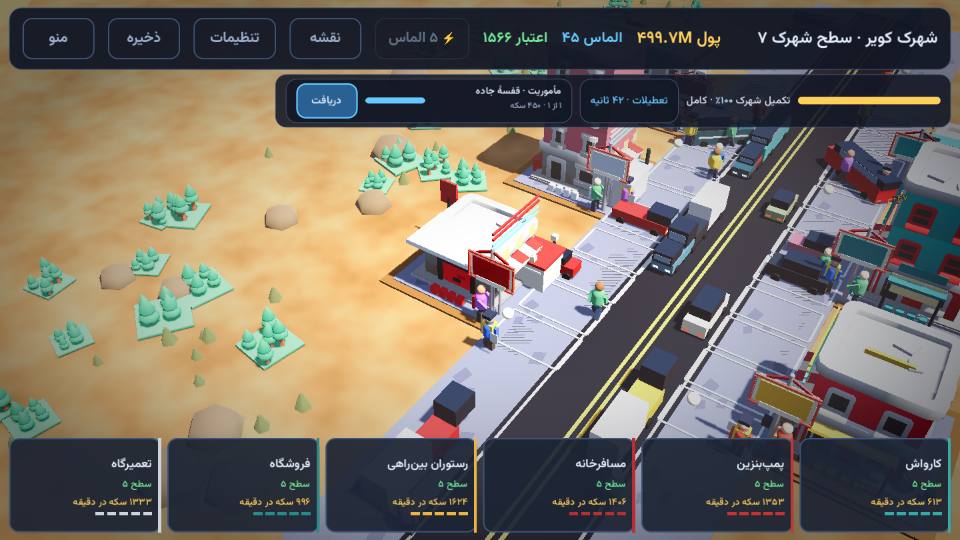 شهرک کویر · سطح شهرک ۷
پول ۴۹۹.۷M
الماس ۴۵
اعتبار ۱۵۶۶
⚡ ۵ الماس
نقشه
تنظیمات
ذخیره
منو
تکمیل شهرک ۱۰۰٪ · کامل
تعطیلات · ۴۲ ثانیه
مأموریت · قفسهٔ جاده
۱ از ۱ · ۴۵۰ سکه
دریافت
کارواش
سطح ۵
۶۱۳ سکه در دقیقه
پمپ‌بنزین
سطح ۵
۱۳۵۳ سکه در دقیقه
مسافرخانه
سطح ۵
۱۴۰۶ سکه در دقیقه
رستوران بین‌راهی
سطح ۵
۱۶۲۴ سکه در دقیقه
فروشگاه
سطح ۵
۹۹۶ سکه در دقیقه
تعمیرگاه
سطح ۵
۱۳۳۳ سکه در دقیقه